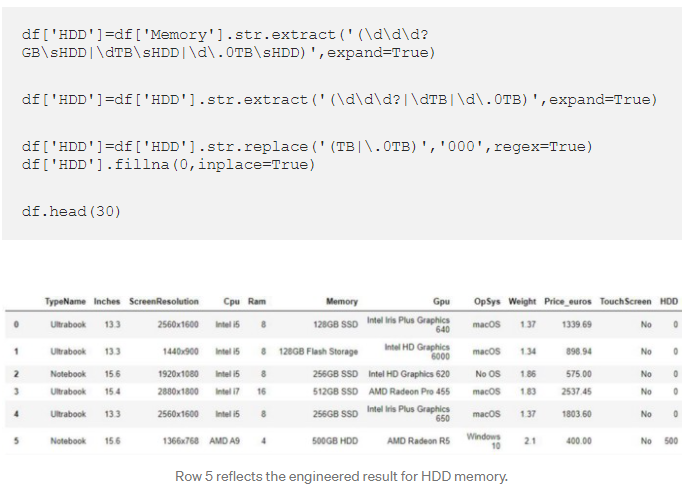 df['HDD']=df['Memory'].str.extract('(\d\d\d?
GB\sHDD|\dTB\sHDD|\d\.0TB\sHDD)',expand=True)
df['HDD']=df['HDD'].str.extract('(\d\d\d?|\dTB|\d\.0TB)',expand=True)
df['HDD']=df['HDD'].str.replace('(TB|\.0TB)','000',regex=True)
df['HDD'].fillna(0,inplace=True)
df.head(30)
TypeName Inches ScreenResolution Cpu Ram Memory Gpu OpSys Weight Price_euros TouchScreen HDD
0 Ultrabook 13.3 2560x1600 Intel i5 8 128GB SSD Intel Iris Plus Graphics 640 macOS 1.37 1339.69 No 0
1 Ultrabook 13.3 1440x900 Intel i5 8 128GB Flash Storage Intel HD Graphics 6000 macOS 1.34 898.94 No 0
2 Notebook 15.6 1920x1080 Intel i5 8 256GB SSD Intel HD Graphics 620 No OS 1.86 575.00 No 0
3 Ultrabook 15.4 2880x1800 Intel i7 16 512GB SSD AMD Radeon Pro 455 macOS 1.83 2537.45 No 0
4 Ultrabook 13.3 2560x1600 Intel i5 8 256GB SSD Intel Iris Plus Graphics 650 macOS 1.37 1803.60 No 0
5 Notebook 15.6 1366x768 AMD A9 4 500GB HDD AMD Radeon R5 Windows 10 2.1 400.00 No 500
Row 5 reflects the engineered result for HDD memory.